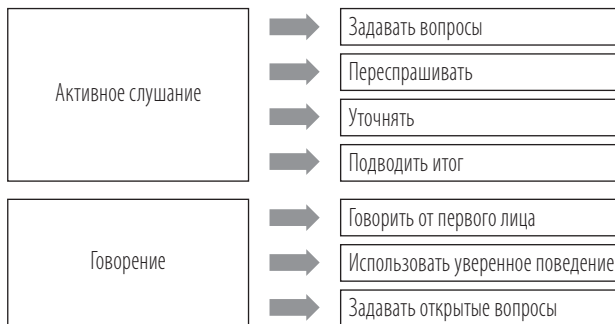 Активное слушание
Задавать вопросы
Переспрашивать
Уточнять
Подводить итог
Говорение
Говорить от первого лица
Использовать уверенное поведение
Задавать открытые вопросы